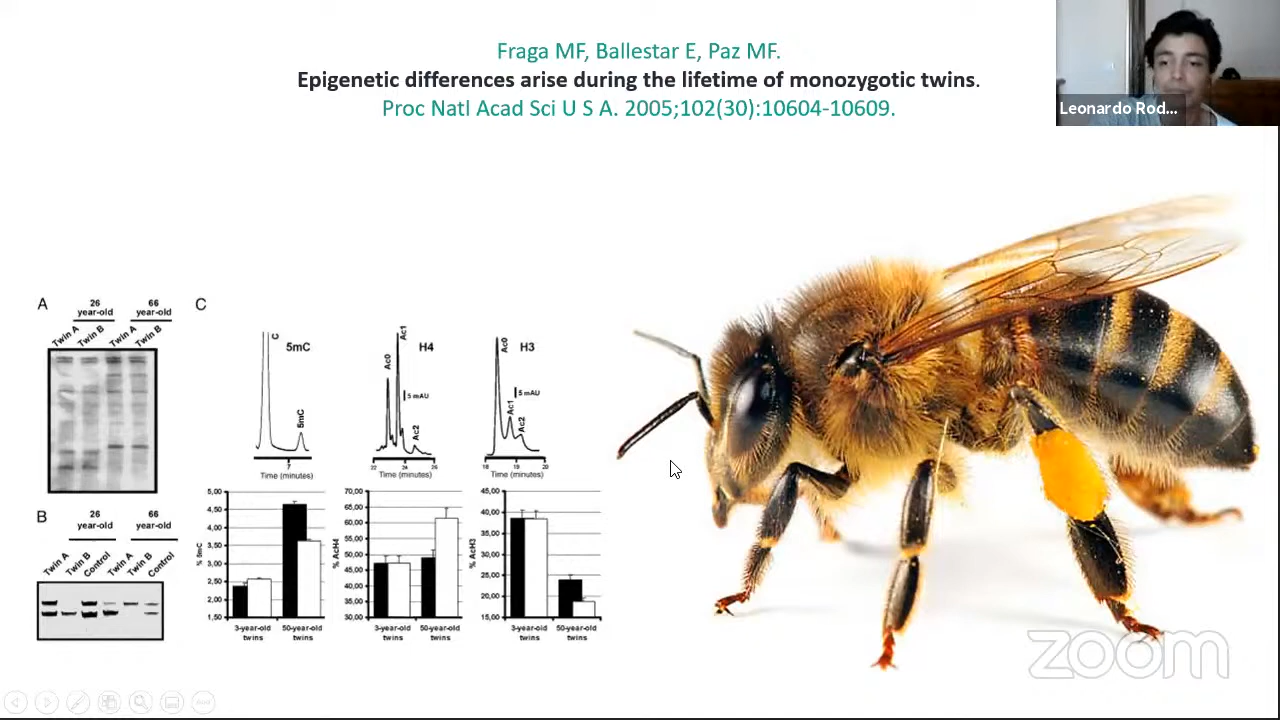 Fraga MF, Ballestar E, Paz MF.
Epigenetic differences arise during the lifetime of monozygotic twins.
Proc Natl Acad Sci U S A. 2005;102(30):10604-10609.
Leonardo Rod...
A
26 year-old
66 year-old
Twin A
Twin B
Twin A
Twin B
B
26 year-old
66 year-old
Twin A
Twin B
Control
Twin A
Twin B
Control
C
C
5mC
5mC
7
Time (minutes)
Ac0
Ac1
H4
5 mAU
Ac2
22 24 26
Time (minutes)
Ac0
H3
5 mAU
Ac1
Ac2
18 19 20
Time (minutes)
% 5mC
5,00
4,50
4,00
3,50
3,00
2,50
2,00
1,50
3-year-old twins
50-year-old twins
% AcH4
70,00
65,00
60,00
55,00
50,00
45,00
40,00
35,00
30,00
3-year-old twins
50-year-old twins
% AcH3
45,00
40,00
35,00
30,00
25,00
20,00
15,00
3-year-old twins
50-year-old twins
zoom